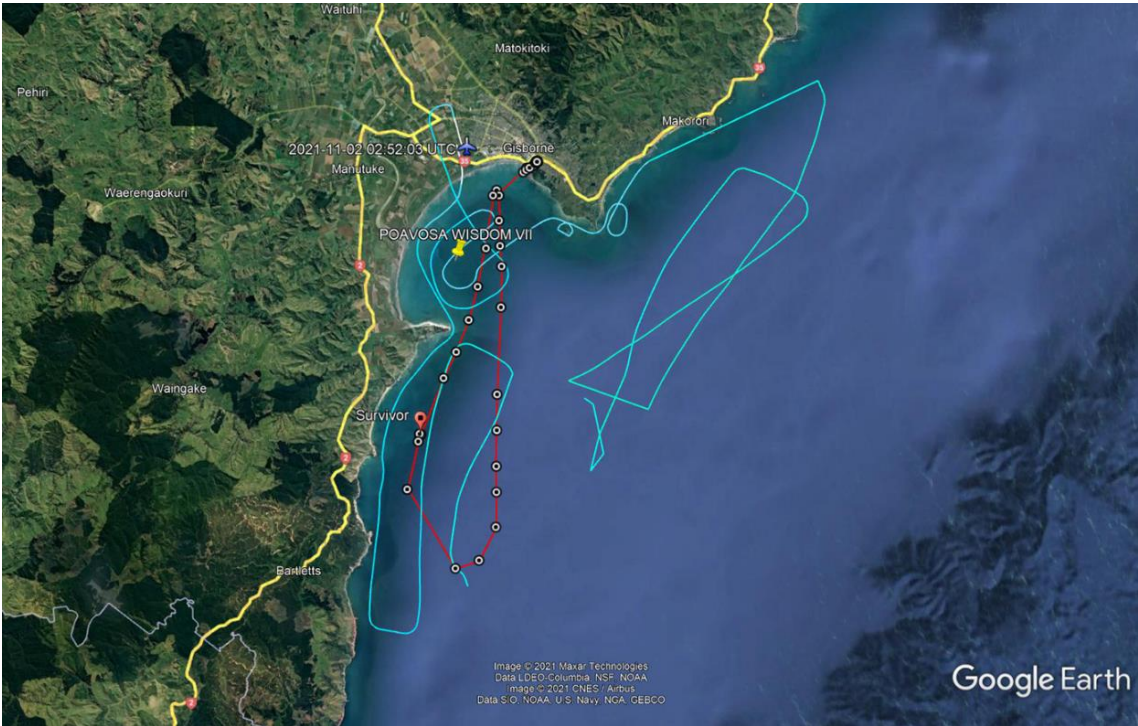 Waituhi
Matokitoki
35
Pehiri
Makorori
2021-11-02 02:52:03 UTC
Gisborne
35
Manutuke
Waerengaokuri
POAVOSA WISDOM VII
2
Waingake
Survivor
2
Bartletts
2
Image © 2021 Maxar Technologies
Data LDEO-Columbia, NSF, NOAA
Image © 2021 CNES / Airbus
Data SIO, NOAA, U.S. Navy, NGA, GEBCO
Google Earth